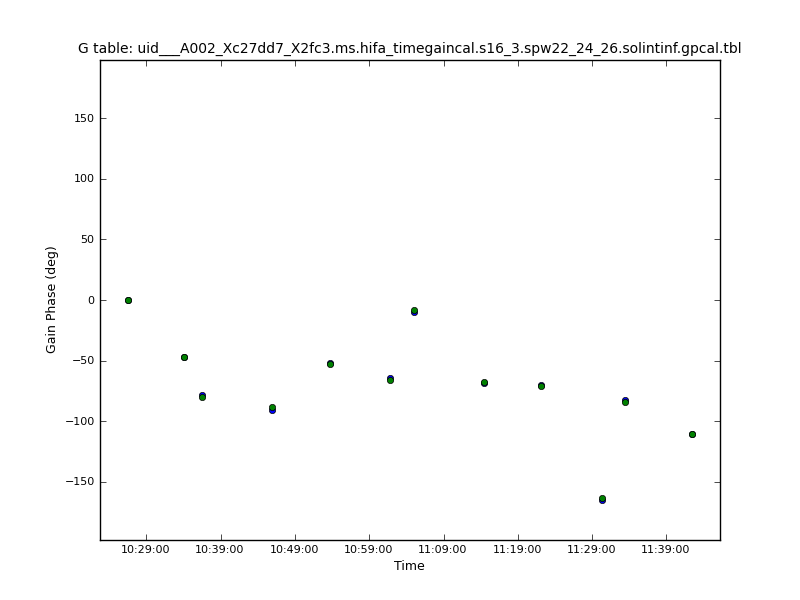 G table: uid___A002_Xc27dd7_X2fc3.ms.hifa_timegaincal.s16_3.spw22_24_26.solintinf.gpcal.tbl
150
100
50
0
−50
−100
−150
Gain Phase (deg)
10:29:00 10:39:00 10:49:00 10:59:00 11:09:00 11:19:00 11:29:00 11:39:00
Time